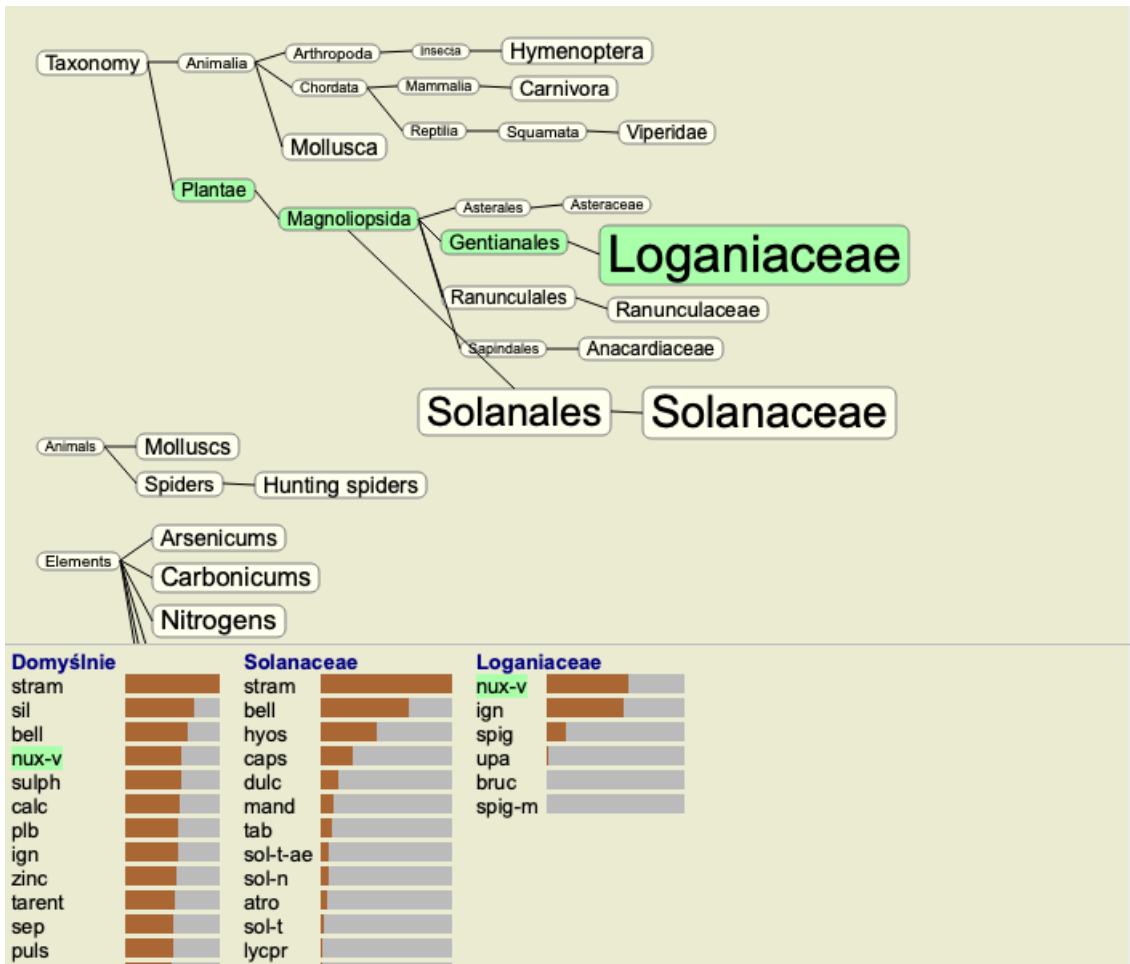 Taxonomy
Animalia
Arthropoda
Insecta
Hymenoptera
Chordata
Mammalia
Carnivora
Reptilia
Squamata
Viperidae
Mollusca
Plantae
Magnoliopsida
Asterales
Asteraceae
Gentianales
Loganiaceae
Ranunculales
Ranunculaceae
Sapindales
Anacardiaceae
Solanales
Solanaceae
Animals
Molluscs
Spiders
Hunting spiders
Elements
Arsenicums
Carbonicums
Nitrogens
Domyślnie
stram
sil
bell
nux-v
sulph
calc
plb
ign
zinc
tarent
sep
puls
Solanaceae
stram
bell
hyos
caps
dulc
mand
tab
sol-t-ae
sol-n
atro
sol-t
lycpr
Loganiaceae
nux-v
ign
spig
upa
bruc
spig-m